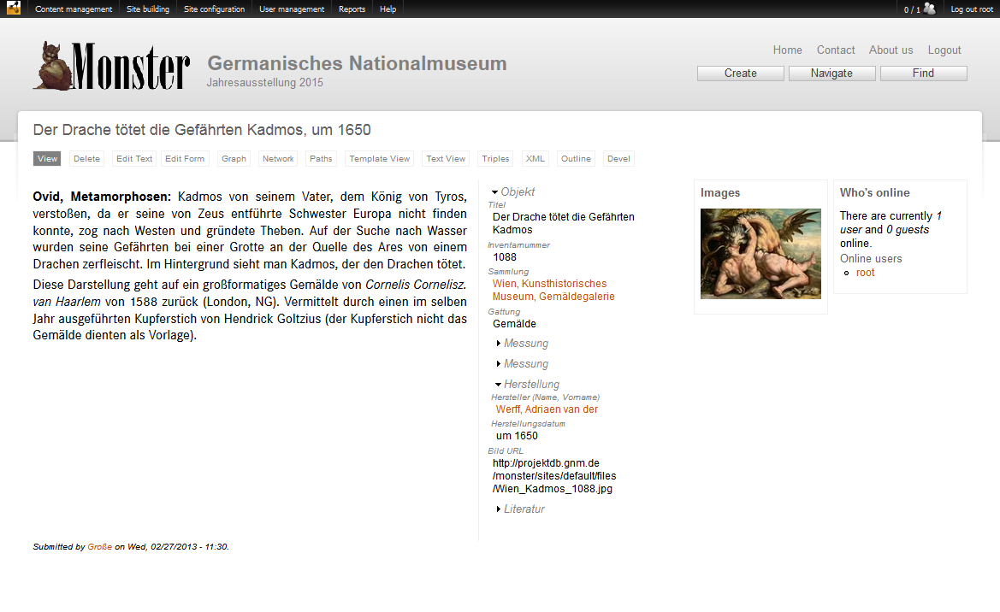 Content management Site building Site configuration User management Reports Help 0 / 1 Log out root
Monster
Germanisches Nationalmuseum
Jahresausstellung 2015
Home Contact About us Logout
Create Navigate Find
Der Drache tötet die Gefährten Kadmos, um 1650
View Delete Edit Text Edit Form Graph Network Paths Template View Text View Triples XML Outline Devel
Ovid, Metamorphosen: Kadmos von seinem Vater, dem König von Tyros,
verstoßen, da er seine von Zeus entführte Schwester Europa nicht finden
konnte, zog nach Westen und gründete Theben. Auf der Suche nach Wasser
wurden seine Gefährten bei einer Grotte an der Quelle des Ares von einem
Drachen zerfleischt. Im Hintergrund sieht man Kadmos, der den Drachen tötet.
Diese Darstellung geht auf ein großformatiges Gemälde von Cornelis Cornelisz.
van Haarlem von 1588 zurück (London, NG). Vermittelt durch einen im selben
Jahr ausgeführten Kupferstich von Hendrick Goltzius (der Kupferstich nicht das
Gemälde dienten als Vorlage).
Objekt
Titel
Der Drache tötet die Gefährten
Kadmos
Inventarnummer
1088
Sammlung
Wien, Kunsthistorisches
Museum, Gemäldegalerie
Gattung
Gemälde
Messung
Messung
Herstellung
Hersteller (Name, Vorname)
Werff, Adriaen van der
Herstellungsdatum
um 1650
Bild URL
http://projektdb.gnm.de
/monster/sites/default/files
/Wien_Kadmos_1088.jpg
Literatur
Images
Who's online
There are currently 1
user and 0 guests
online.
Online users
root
Submitted by Große on Wed, 02/27/2013 - 11:30.